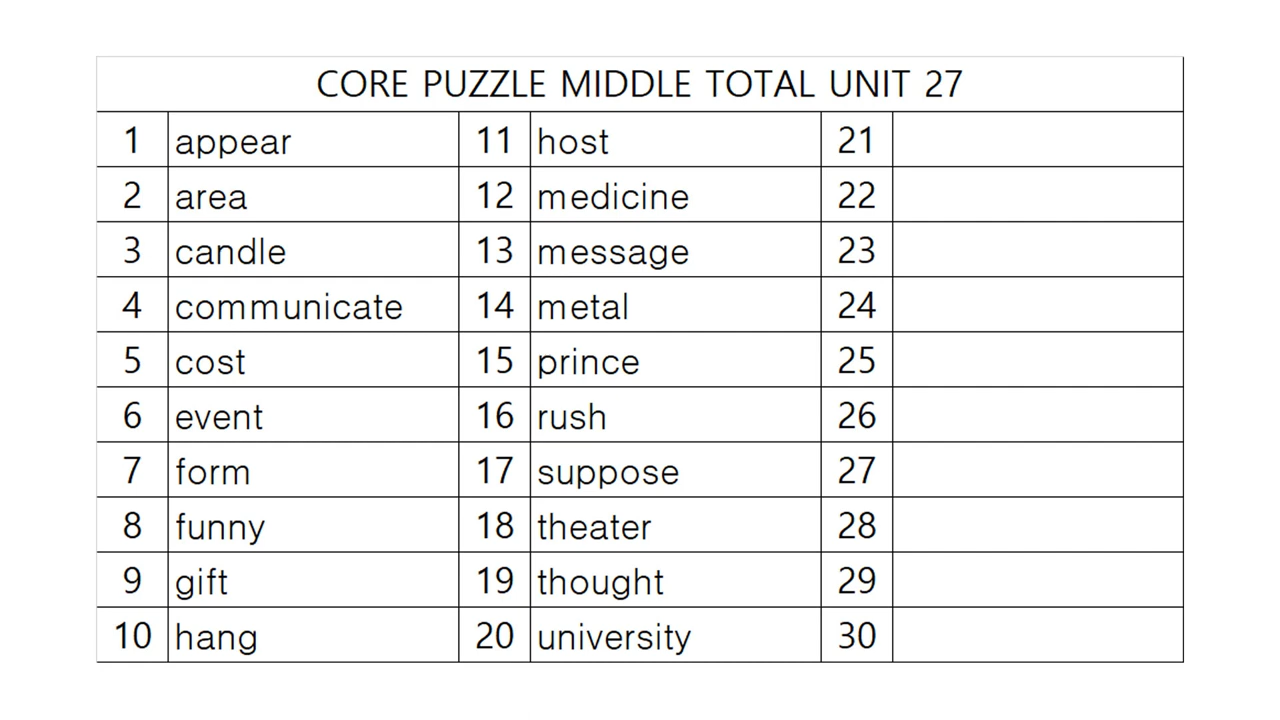 CORE PUZZLE MIDDLE TOTAL UNIT 27
1 appear 11 host 21
2 area 12 medicine 22
3 candle 13 message 23
4 communicate 14 metal 24
5 cost 15 prince 25
6 event 16 rush 26
7 form 17 suppose 27
8 funny 18 theater 28
9 gift 19 thought 29
10 hang 20 university 30